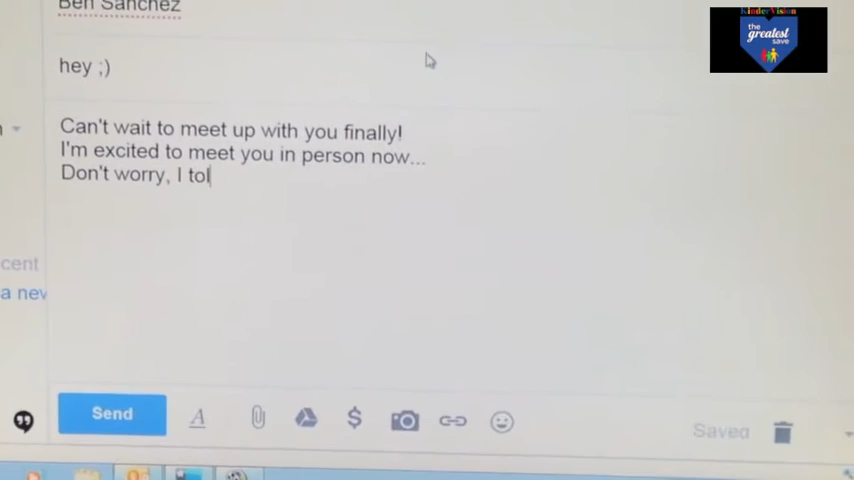 Ben Sanchez
KinderVision
the
greatest
save
hey ;)
Can't wait to meet up with you finally!
I'm excited to meet you in person now...
Don't worry, I tol
cent
a nev
Send
A
$
Saved